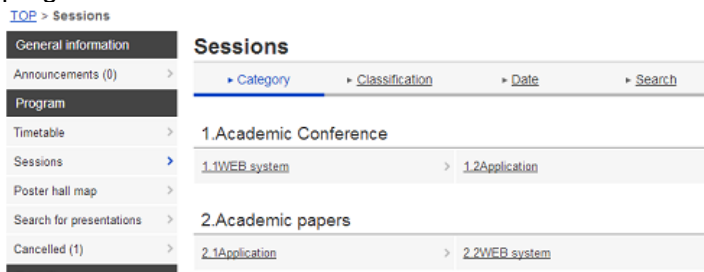 TOP > Sessions
General information
Announcements (0)
Program
Timetable
Sessions
Poster hall map
Search for presentations
Cancelled (1)
Sessions
Category Classification Date Search
1.Academic Conference
1.1WEB system 1.2Application
2.Academic papers
2.1Application 2.2WEB system